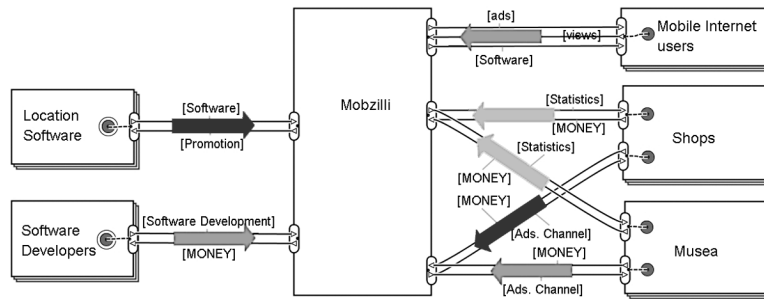 [ads]
[views]
[Software]
Mobile Internet
users
Location
Software
[Software]
[Promotion]
Mobzilli
[Statistics]
[MONEY]
Shops
[Statistics]
[MONEY]
[MONEY]
[Ads. Channel]
Software
Developers
[Software Development]
[MONEY]
[MONEY]
[Ads. Channel]
Musea